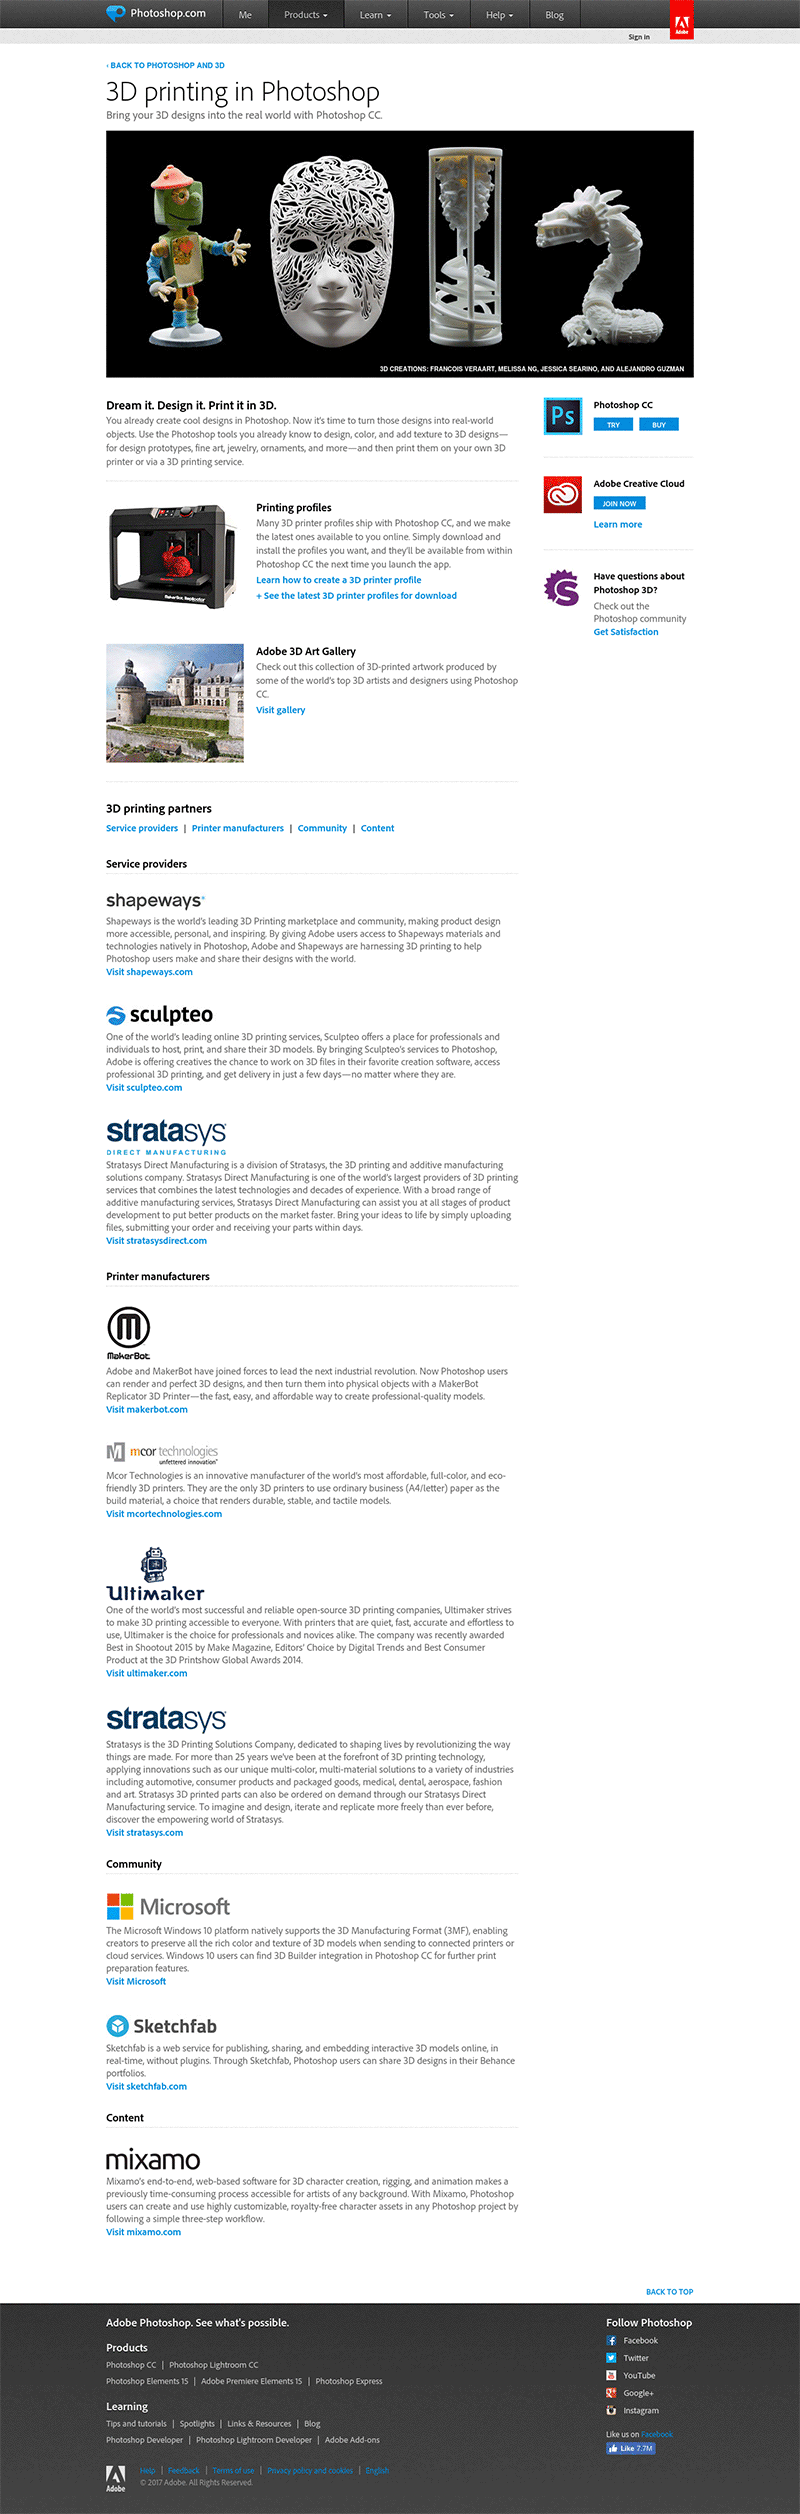 Photoshop.com
Me
Products
Learn
Tools
Help
Blog
Sign in
Adobe
‹ BACK TO PHOTOSHOP AND 3D
3D printing in Photoshop
Bring your 3D designs into the real world with Photoshop CC.
3D CREATIONS: FRANCOIS VERAART, MELISSA NG, JESSICA SEARINO, AND ALEJANDRO GUZMAN
Dream it. Design it. Print it in 3D.
You already create cool designs in Photoshop. Now it's time to turn those designs into real-world
objects. Use the Photoshop tools you already know to design, color, and add texture to 3D designs—
for design prototypes, fine art, jewelry, ornaments, and more—and then print them on your own 3D
printer or via a 3D printing service.
Ps
Photoshop CC
TRY
BUY
Adobe Creative Cloud
JOIN NOW
Learn more
Have questions about
Photoshop 3D?
Check out the
Photoshop community
Get Satisfaction
MakerBot Replicator
Printing profiles
Many 3D printer profiles ship with Photoshop CC, and we make
the latest ones available to you online. Simply download and
install the profiles you want, and they'll be available from within
Photoshop CC the next time you launch the app.
Learn how to create a 3D printer profile
+ See the latest 3D printer profiles for download
Adobe 3D Art Gallery
Check out this collection of 3D-printed artwork produced by
some of the world's top 3D artists and designers using Photoshop
CC.
Visit gallery
3D printing partners
Service providers | Printer manufacturers | Community | Content
Service providers
shapeways
Shapeways is the world's leading 3D Printing marketplace and community, making product design
more accessible, personal, and inspiring. By giving Adobe users access to Shapeways materials and
technologies natively in Photoshop, Adobe and Shapeways are harnessing 3D printing to help
Photoshop users make and share their designs with the world.
Visit shapeways.com
sculpteo
One of the world's leading online 3D printing services, Sculpteo offers a place for professionals and
individuals to host, print, and share their 3D models. By bringing Sculpteo's services to Photoshop,
Adobe is offering creatives the chance to work on 3D files in their favorite creation software, access
professional 3D printing, and get delivery in just a few days—no matter where they are.
Visit sculpteo.com
stratasys
DIRECT MANUFACTURING
Stratasys Direct Manufacturing is a division of Stratasys, the 3D printing and additive manufacturing
solutions company. Stratasys Direct Manufacturing is one of the world's largest providers of 3D printing
services that combines the latest technologies and decades of experience. With a broad range of
additive manufacturing services, Stratasys Direct Manufacturing can assist you at all stages of product
development to put better products on the market faster. Bring your ideas to life by simply uploading
files, submitting your order and receiving your parts within days.
Visit stratasysdirect.com
Printer manufacturers
MakerBot
Adobe and MakerBot have joined forces to lead the next industrial revolution. Now Photoshop users
can render and perfect 3D designs, and then turn them into physical objects with a MakerBot
Replicator 3D Printer—the fast, easy, and affordable way to create professional-quality models.
Visit makerbot.com
mcor technologies
unfettered innovation
Mcor Technologies is an innovative manufacturer of the world's most affordable, full-color, and eco-
friendly 3D printers. They are the only 3D printers to use ordinary business (A4/letter) paper as the
build material, a choice that renders durable, stable, and tactile models.
Visit mcortechnologies.com
Ultimaker
One of the world's most successful and reliable open-source 3D printing companies, Ultimaker strives
to make 3D printing accessible to everyone. With printers that are quiet, fast, accurate and effortless to
use, Ultimaker is the choice for professionals and novices alike. The company was recently awarded
Best in Shootout 2015 by Make Magazine, Editors' Choice by Digital Trends and Best Consumer
Product at the 3D Printshow Global Awards 2014.
Visit ultimaker.com
stratasys
Stratasys is the 3D Printing Solutions Company, dedicated to shaping lives by revolutionizing the way
things are made. For more than 25 years we've been at the forefront of 3D printing technology,
applying innovations such as our unique multi-color, multi-material solutions to a variety of industries
including automotive, consumer products and packaged goods, medical, dental, aerospace, fashion
and art. Stratasys 3D printed parts can also be ordered on demand through our Stratasys Direct
Manufacturing service. To imagine and design, iterate and replicate more freely than ever before,
discover the empowering world of Stratasys.
Visit stratasys.com
Community
Microsoft
The Microsoft Windows 10 platform natively supports the 3D Manufacturing Format (3MF), enabling
creators to preserve all the rich color and texture of 3D models when sending to connected printers or
cloud services. Windows 10 users can find 3D Builder integration in Photoshop CC for further print
preparation features.
Visit Microsoft
Sketchfab
Sketchfab is a web service for publishing, sharing, and embedding interactive 3D models online, in
real-time, without plugins. Through Sketchfab, Photoshop users can share 3D designs in their Behance
portfolios.
Visit sketchfab.com
Content
mixamo
Mixamo's end-to-end, web-based software for 3D character creation, rigging, and animation makes a
previously time-consuming process accessible for artists of any background. With Mixamo, Photoshop
users can create and use highly customizable, royalty-free character assets in any Photoshop project by
following a simple three-step workflow.
Visit mixamo.com
BACK TO TOP
Adobe Photoshop. See what's possible.
Products
Photoshop CC | Photoshop Lightroom CC
Photoshop Elements 15 | Adobe Premiere Elements 15 | Photoshop Express
Learning
Tips and tutorials | Spotlights | Links & Resources | Blog
Photoshop Developer | Photoshop Lightroom Developer | Adobe Add-ons
Follow Photoshop
Facebook
Twitter
YouTube
Google+
Instagram
Like us on Facebook
Like 7.7M
Adobe
Help | Feedback | Terms of use | Privacy policy and cookies | English
© 2017 Adobe. All Rights Reserved.